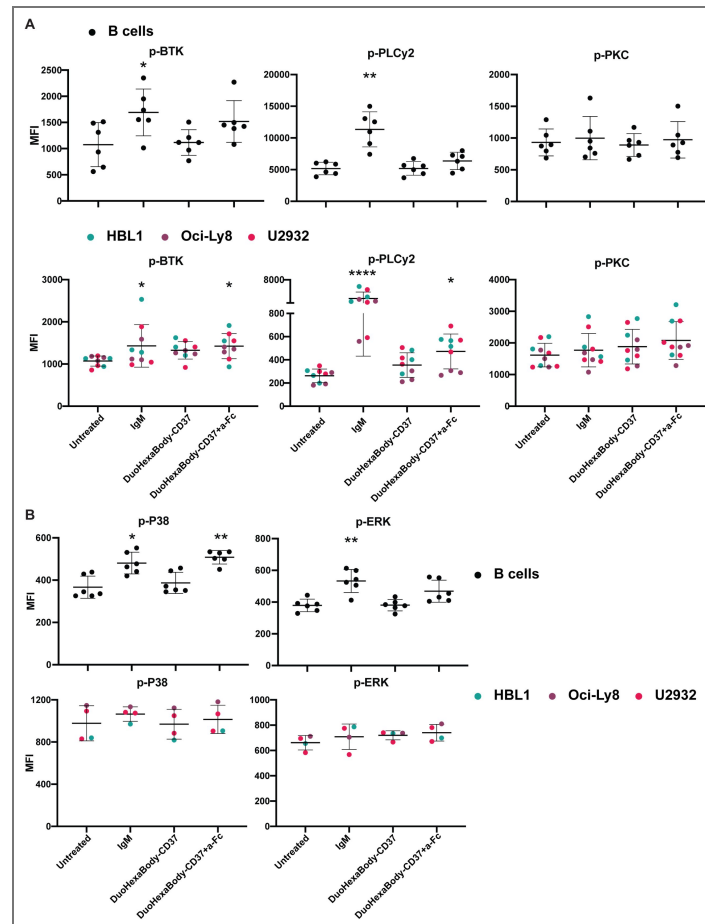 A
B cells
p-BTK
p-PLCy2
p-PKC
MFI
2500
2000
1500
1000
500
0
*
20000
15000
10000
5000
0
**
2000
1500
1000
500
0
HBL1 Oci-Ly8 U2932
p-BTK
p-PLCy2
p-PKC
MFI
3000
2000
1000
0
*
*
8000
800
600
400
200
0
****
*
4000
3000
2000
1000
0
Untreated
IgM
DuoHexaBody-CD37
DuoHexaBody-CD37+a-Fc
Untreated
IgM
DuoHexaBody-CD37
DuoHexaBody-CD37+a-Fc
Untreated
IgM
DuoHexaBody-CD37
DuoHexaBody-CD37+a-Fc
B
p-P38
p-ERK
MFI
600
400
200
0
*
**
800
600
400
200
0
**
B cells
p-P38
p-ERK
MFI
1200
1000
800
600
400
200
0
HBL1 Oci-Ly8 U2932
Untreated
IgM
DuoHexaBody-CD37
DuoHexaBody-CD37+a-Fc
Untreated
IgM
DuoHexaBody-CD37
DuoHexaBody-CD37+a-Fc